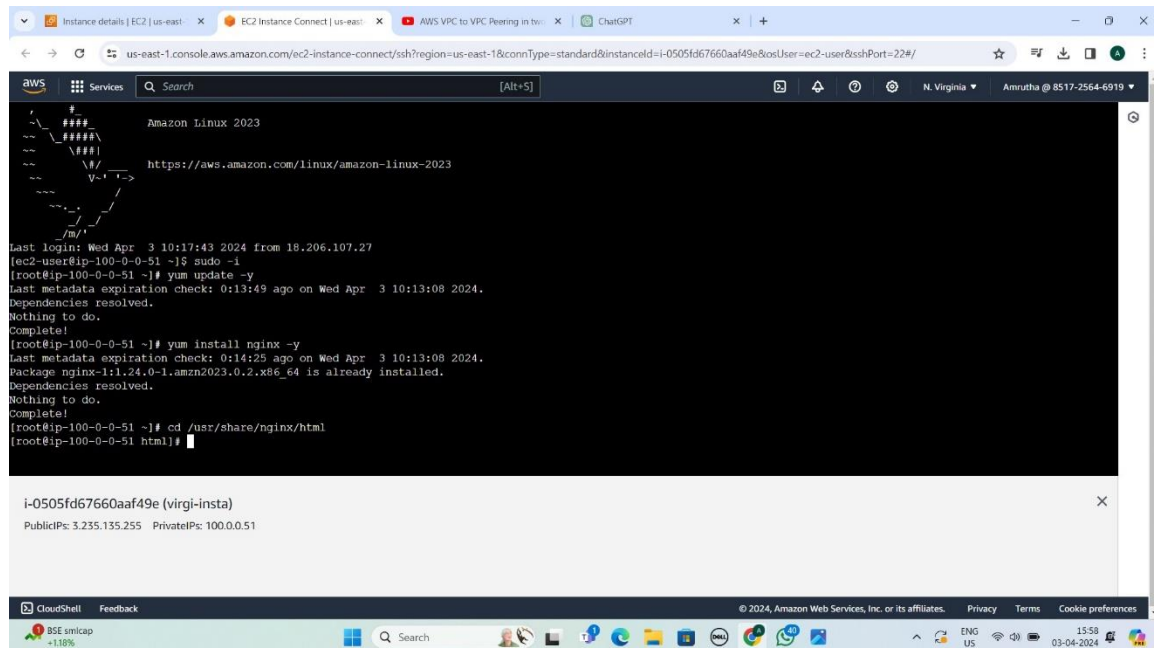 Instance details | EC2 | us-east-
EC2 Instance Connect | us-east-
AWS VPC to VPC Peering in two
ChatGPT
us-east-1.console.aws.amazon.com/ec2-instance-connect/ssh?region=us-east-1&connType=standard&instanceId=i-0505fd67660aaf49e&osUser=ec2-user&sshPort=22#/
aws Services Search [Alt+S] N. Virginia Amrutha @ 8517-2564-6919
,     #_
~\_  ####_        Amazon Linux 2023
~~  \_#####\
~~     \###|
~~       \#/ ___   https://aws.amazon.com/linux/amazon-linux-2023
~~       V~' '->
~~~         /
~~._.   _/
_/ _/
_/m/'
Last login: Wed Apr  3 10:17:43 2024 from 18.206.107.27
[ec2-user@ip-100-0-0-51 ~]$ sudo -i
[root@ip-100-0-0-51 ~]# yum update -y
Last metadata expiration check: 0:13:49 ago on Wed Apr  3 10:13:08 2024.
Dependencies resolved.
Nothing to do.
Complete!
[root@ip-100-0-0-51 ~]# yum install nginx -y
Last metadata expiration check: 0:14:25 ago on Wed Apr  3 10:13:08 2024.
Package nginx-1:1.24.0-1.amzn2023.0.2.x86_64 is already installed.
Dependencies resolved.
Nothing to do.
Complete!
[root@ip-100-0-0-51 ~]# cd /usr/share/nginx/html
[root@ip-100-0-0-51 html]#
i-0505fd67660aaf49e (virgi-insta)
PublicIPs: 3.235.135.255 PrivateIPs: 100.0.0.51
CloudShell Feedback © 2024, Amazon Web Services, Inc. or its affiliates. Privacy Terms Cookie preferences
BSE smlcap
+1.18%
Search
ENG
US
15:58
03-04-2024